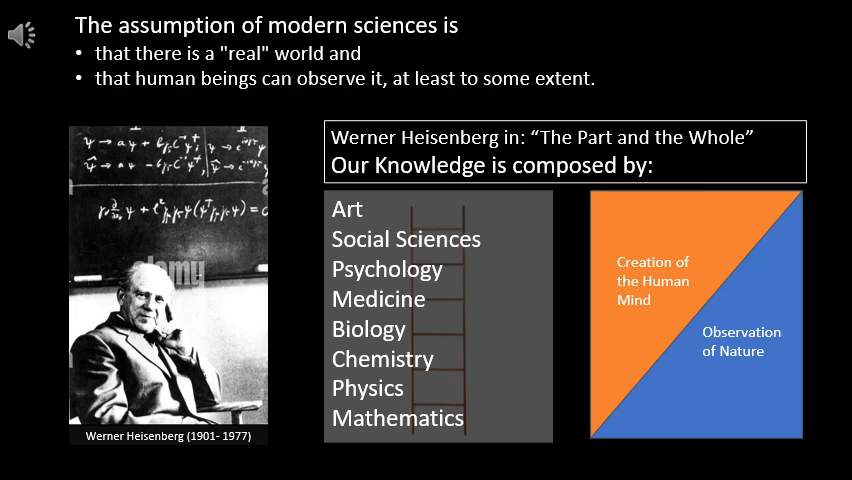 The assumption of modern sciences is
• that there is a "real" world and
• that human beings can observe it, at least to some extent.
Werner Heisenberg in: “The Part and the Whole”
Our Knowledge is composed by:
Art
Social Sciences
Psychology
Medicine
Biology
Chemistry
Physics
Mathematics
Creation of
the Human
Mind
Observation
of Nature
alamy
Werner Heisenberg (1901- 1977)